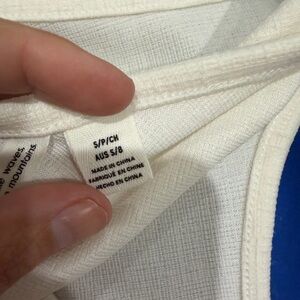 waves,
mountains.
S/P/CH
AUS S/8
MADE IN CHINA
FABRIQUÉ EN CHINE
HECHO EN CHINA